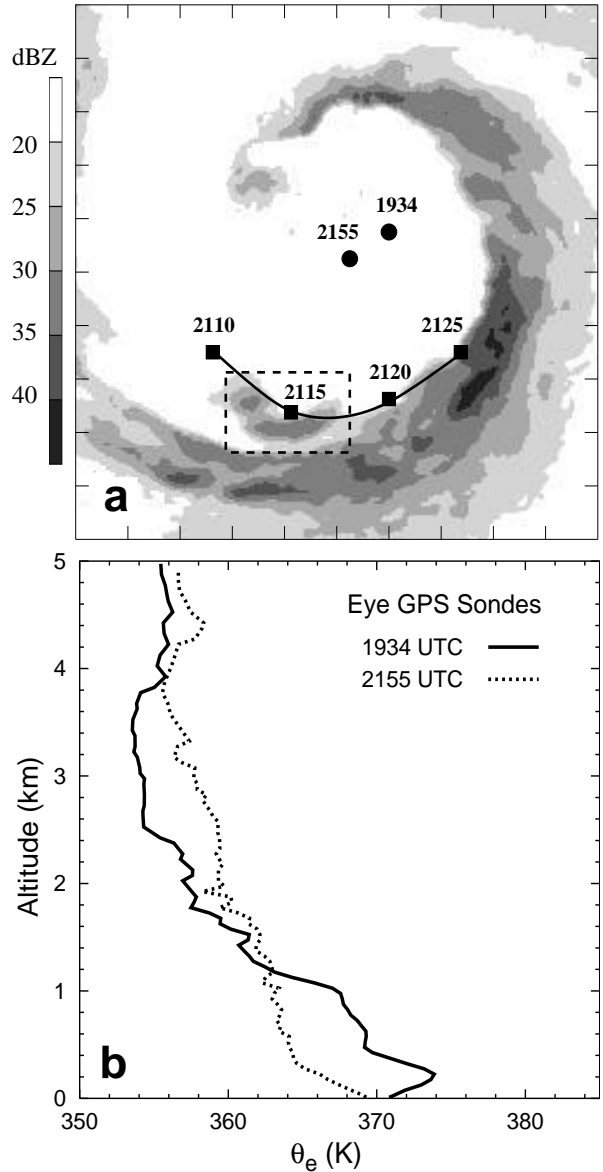 dBZ
20
25
30
35
40
1934
2155
2110
2125
2120
2115
a
5
4
3
2
1
0
Altitude (km)
Eye GPS Sondes
1934 UTC
2155 UTC
b
350 360 370 380
θe (K)